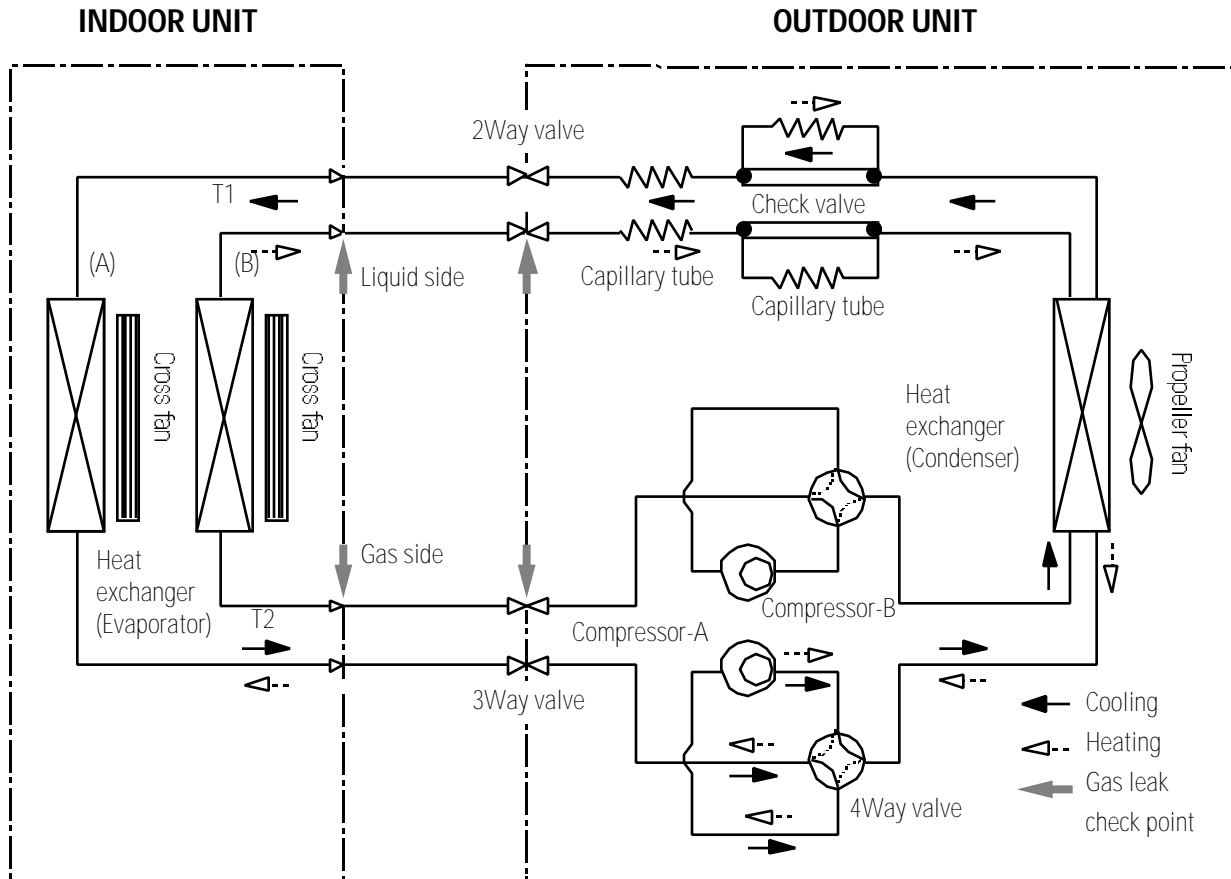 INDOOR UNIT
OUTDOOR UNIT
2Way valve
T1
Check valve
(A)
(B)
Liquid side
Capillary tube
Capillary tube
Cross fan
Cross fan
Heat
exchanger
(Condenser)
Propeller fan
Gas side
Heat
exchanger
(Evaporator)
T2
Compressor-B
Compressor-A
3Way valve
4Way valve
Cooling
Heating
Gas leak
check point